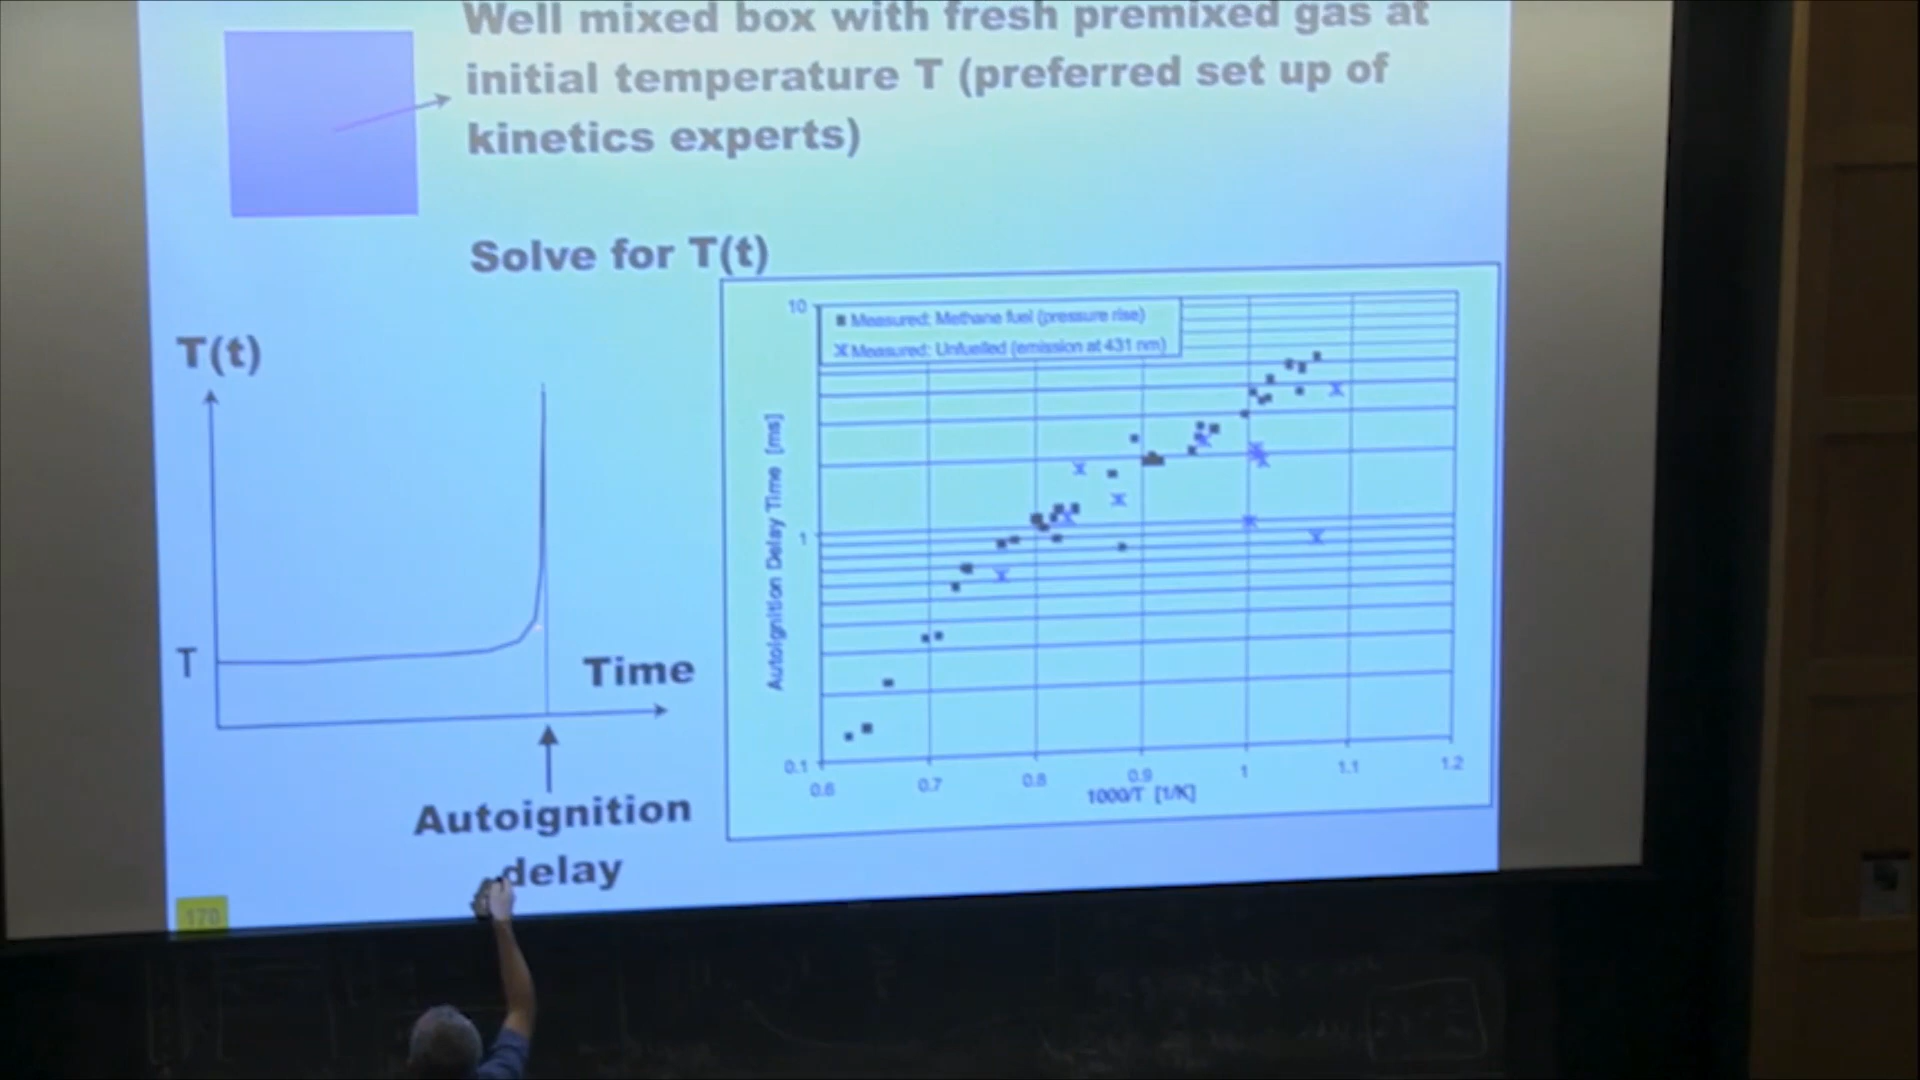 Well mixed box with fresh premixed gas at
initial temperature T (preferred set up of
kinetics experts)
Solve for T(t)
T(t)
T
Time
Autoignition
delay
170
10
1
0.1
Autoignition Delay Time [ms]
Measured: Methane fuel (pressure rise)
Measured: Unfuelled (emission at 431 nm)
0.6 0.7 0.8 0.9 1 1.1 1.2
1000/T [1/K]